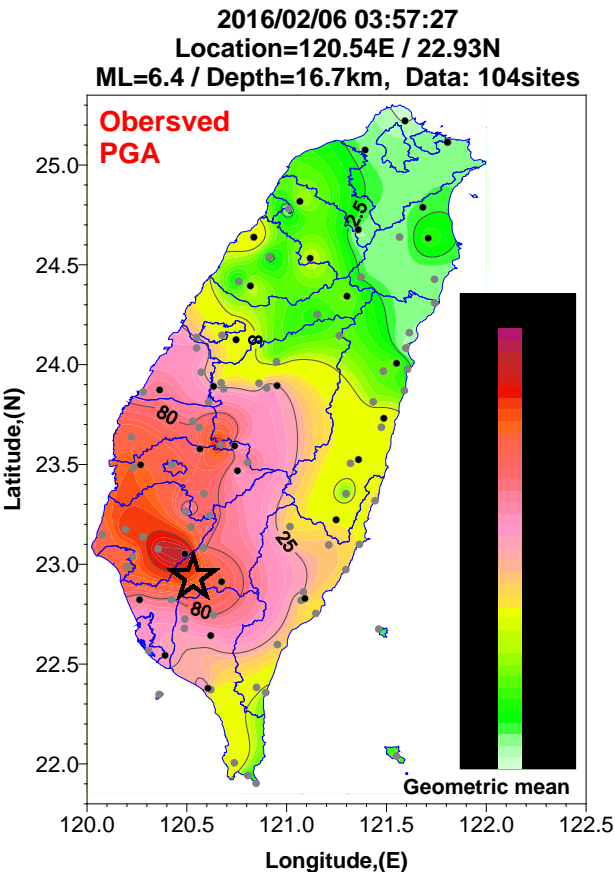 2016/02/06 03:57:27
Location=120.54E / 22.93N
ML=6.4 / Depth=16.7km, Data: 104sites
Obersved
PGA
25.0
2.5
24.5
8
24.0
80
23.5
25
23.0
80
22.5
22.0
Geometric mean
120.0 120.5 121.0 121.5 122.0 122.5
Longitude,(E)
Latitude,(N)